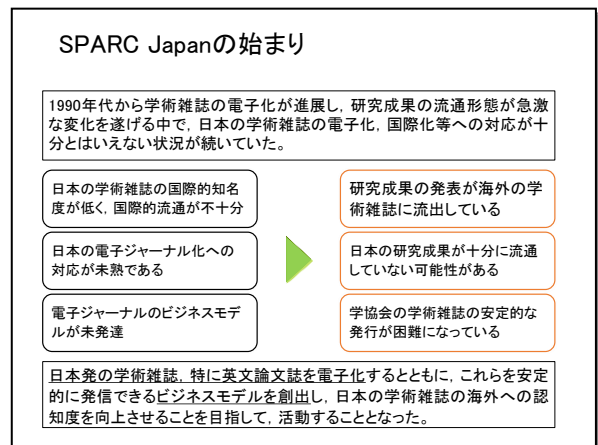 SPARC Japanの始まり
1990年代から学術雑誌の電子化が進展し, 研究成果の流通形態が急激
な変化を遂げる中で, 日本の学術雑誌の電子化, 国際化等への対応が十
分とはいえない状況が続いていた。
日本の学術雑誌の国際的知名
度が低く, 国際的流通が不十分
日本の電子ジャーナル化への
対応が未熟である
電子ジャーナルのビジネスモデ
ルが未発達
研究成果の発表が海外の学
術雑誌に流出している
日本の研究成果が十分に流通
していない可能性がある
学協会の学術雑誌の安定的な
発行が困難になっている
日本発の学術雑誌, 特に英文論文誌を電子化するとともに, これらを安定
的に発信できるビジネスモデルを創出し, 日本の学術雑誌の海外への認
知度を向上させることを目指して, 活動することとなった。